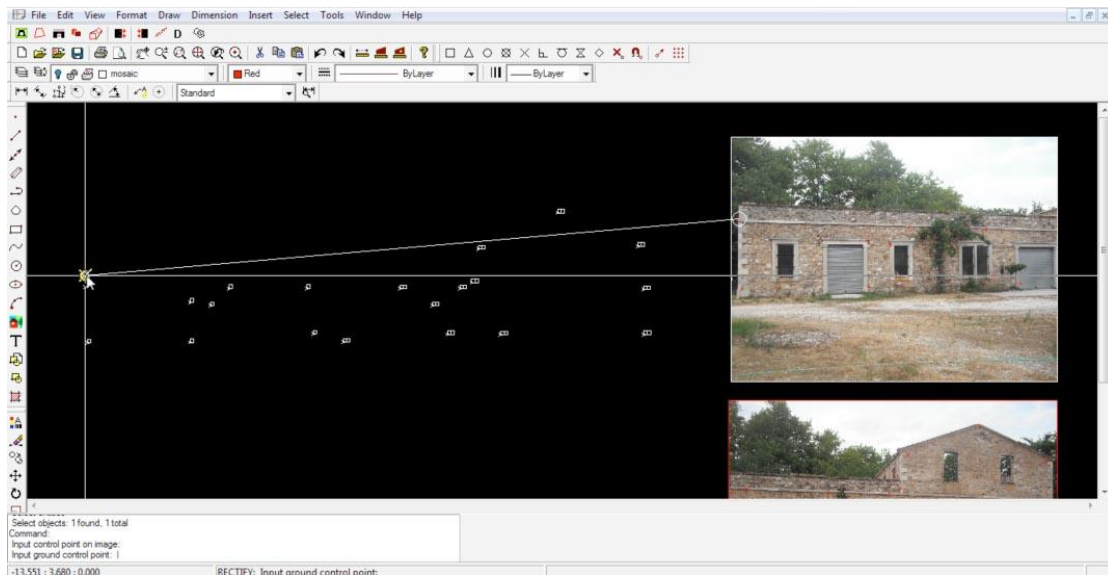 File Edit View Format Draw Dimension Insert Select Tools Window Help
D
mosaic Red ByLayer ByLayer
Standard
T
Select objects: 1 found, 1 total
Command:
Input control point on image:
Input ground control point:
-13.551 : 3.680 : 0.000 RECTIFY: Input ground control point: